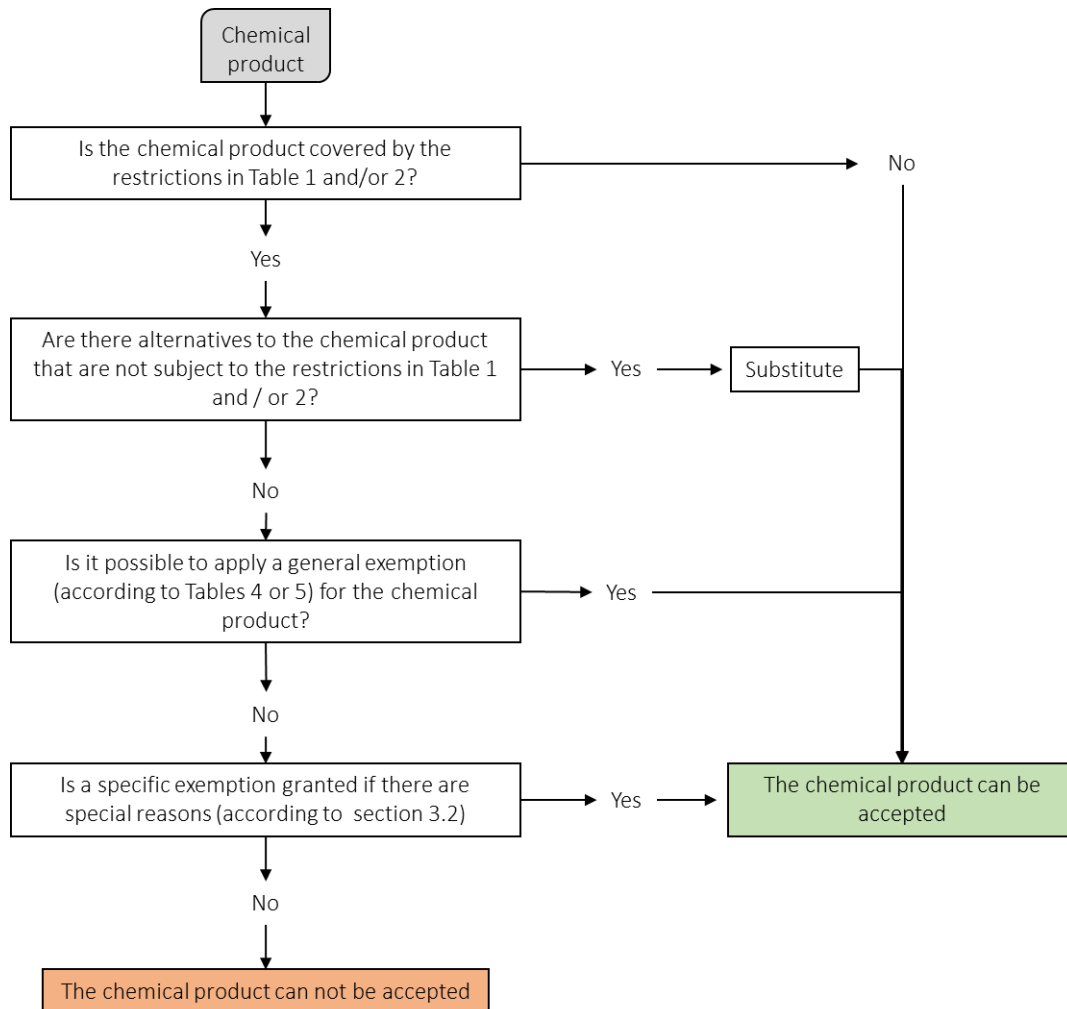 Chemical
product
Is the chemical product covered by the
restrictions in Table 1 and/or 2?
No
Yes
Are there alternatives to the chemical product
that are not subject to the restrictions in Table 1
and / or 2?
Yes
Substitute
No
Is it possible to apply a general exemption
(according to Tables 4 or 5) for the chemical
product?
Yes
No
Is a specific exemption granted if there are
special reasons (according to  section 3.2)
Yes
The chemical product can be
accepted
No
The chemical product can not be accepted